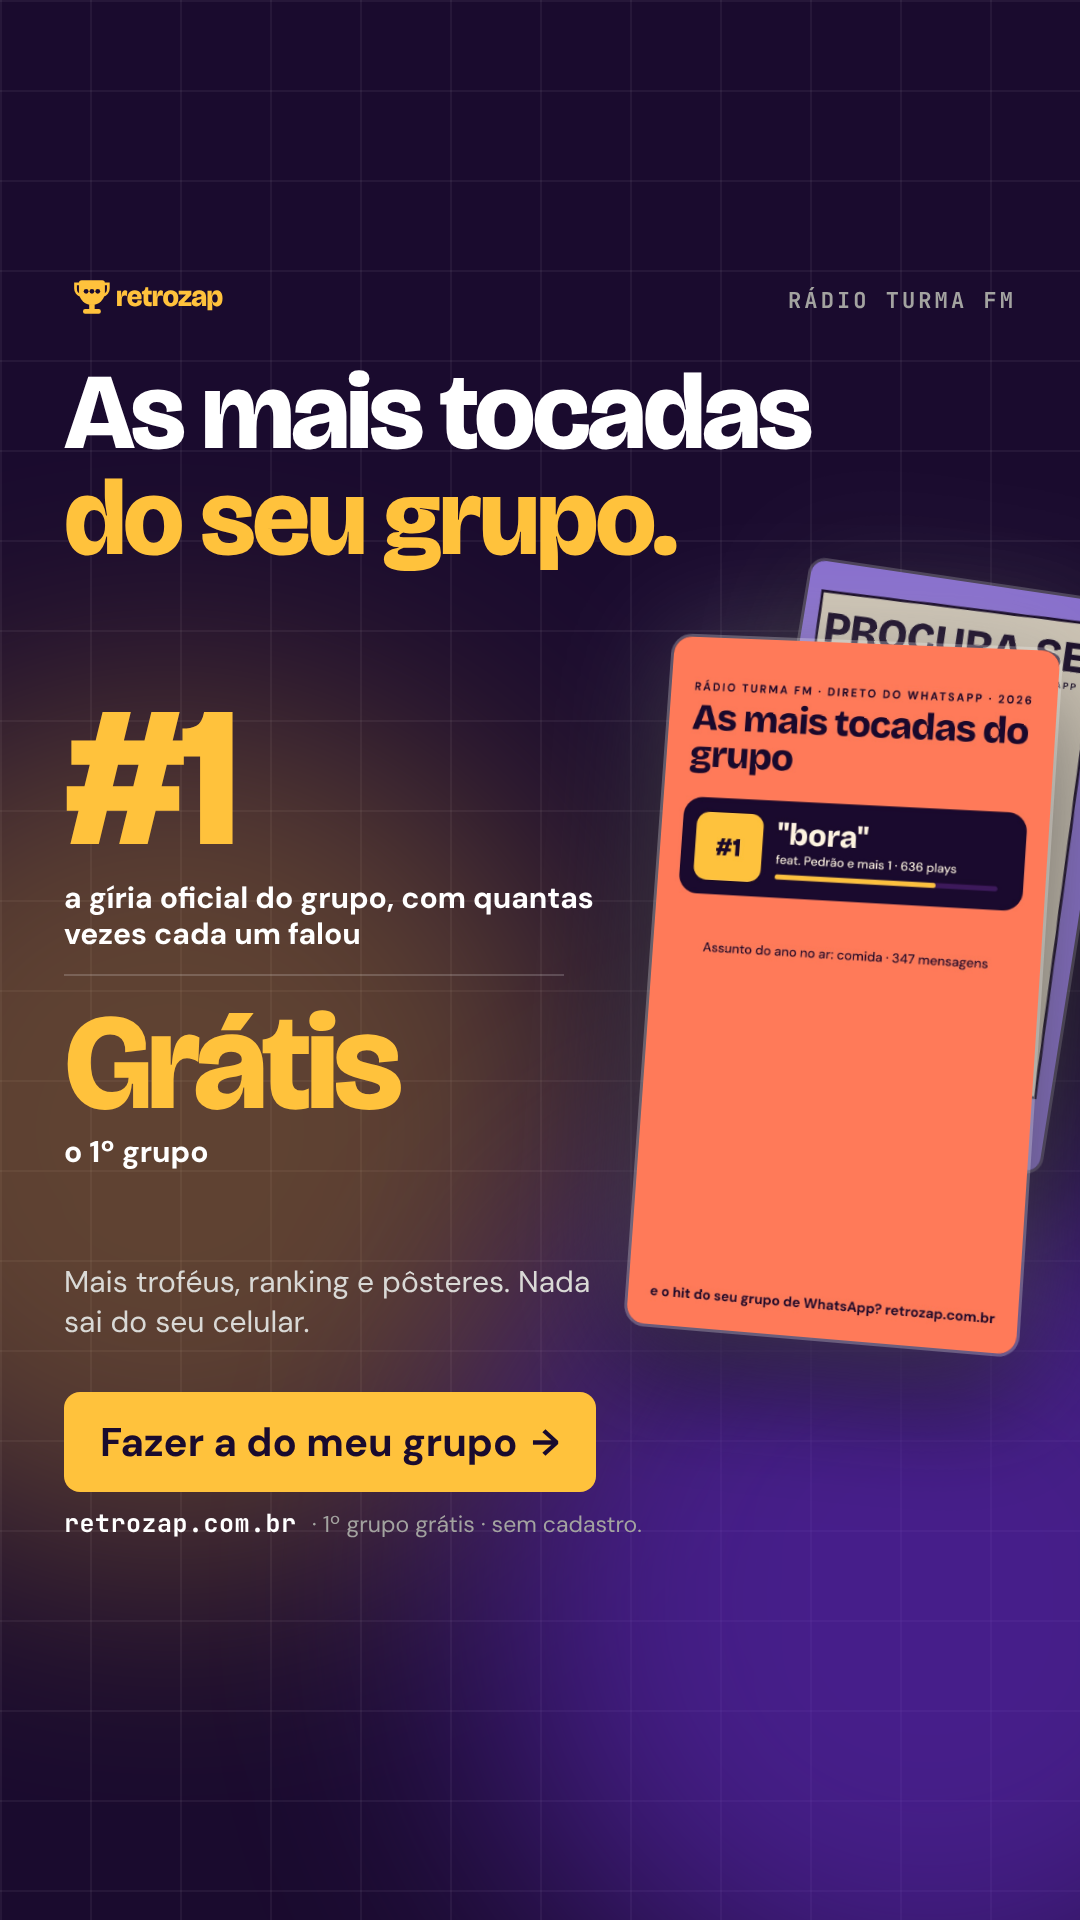 retrozap
RÁDIO TURMA FM
As mais tocadas
do seu grupo.
#1
a gíria oficial do grupo, com quantas
vezes cada um falou
Grátis
o 1º grupo
Mais troféus, ranking e pôsteres. Nada
sai do seu celular.
Fazer a do meu grupo →
retrozap.com.br · 1º grupo grátis · sem cadastro.
PROCURA SE
APP
RÁDIO TURMA FM · DIRETO DO WHATSAPP · 2026
As mais tocadas do
grupo
#1
"bora"
feat. Pedrão e mais 1 · 636 plays
Assunto do ano no ar: comida · 347 mensagens
e o hit do seu grupo de WhatsApp? retrozap.com.br